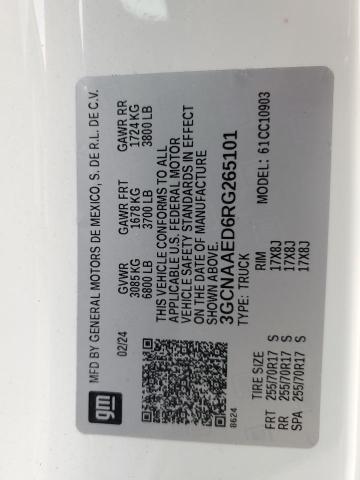 gm
MFD BY GENERAL MOTORS DE MEXICO, S. DE R.L. DE C.V.
02/24 GVWR GAWR FRT GAWR RR
3085 KG 1678 KG 1724 KG
6800 LB 3700 LB 3800 LB
THIS VEHICLE CONFORMS TO ALL
APPLICABLE U.S. FEDERAL MOTOR
VEHICLE SAFETY STANDARDS IN EFFECT
ON THE DATE OF MANUFACTURE
SHOWN ABOVE.
3GCNAAED6RG265101
8624 TYPE: TRUCK MODEL: 61CC10903
TIRE SIZE RIM
FRT 255/70R17 S 17X8J
RR 255/70R17 S 17X8J
SPA 255/70R17 S 17X8J